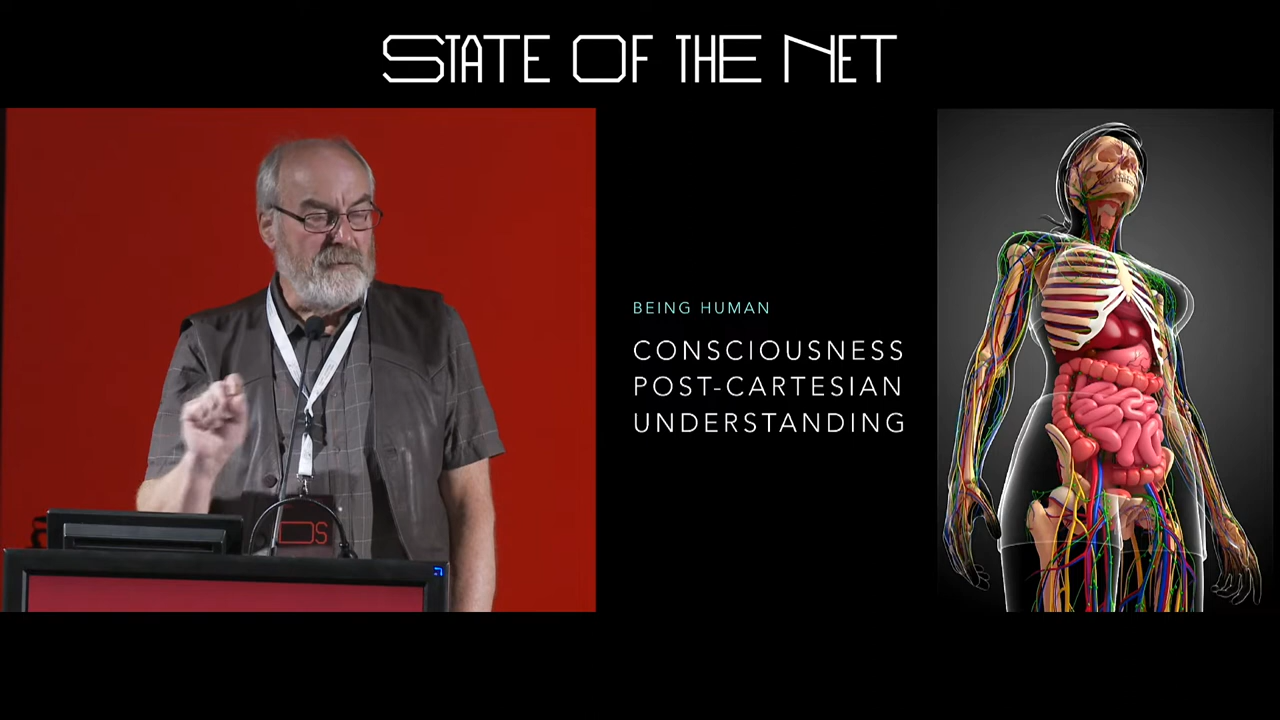 STATE OF THE NET
BEING HUMAN
CONSCIOUSNESS
POST-CARTESIAN
UNDERSTANDING